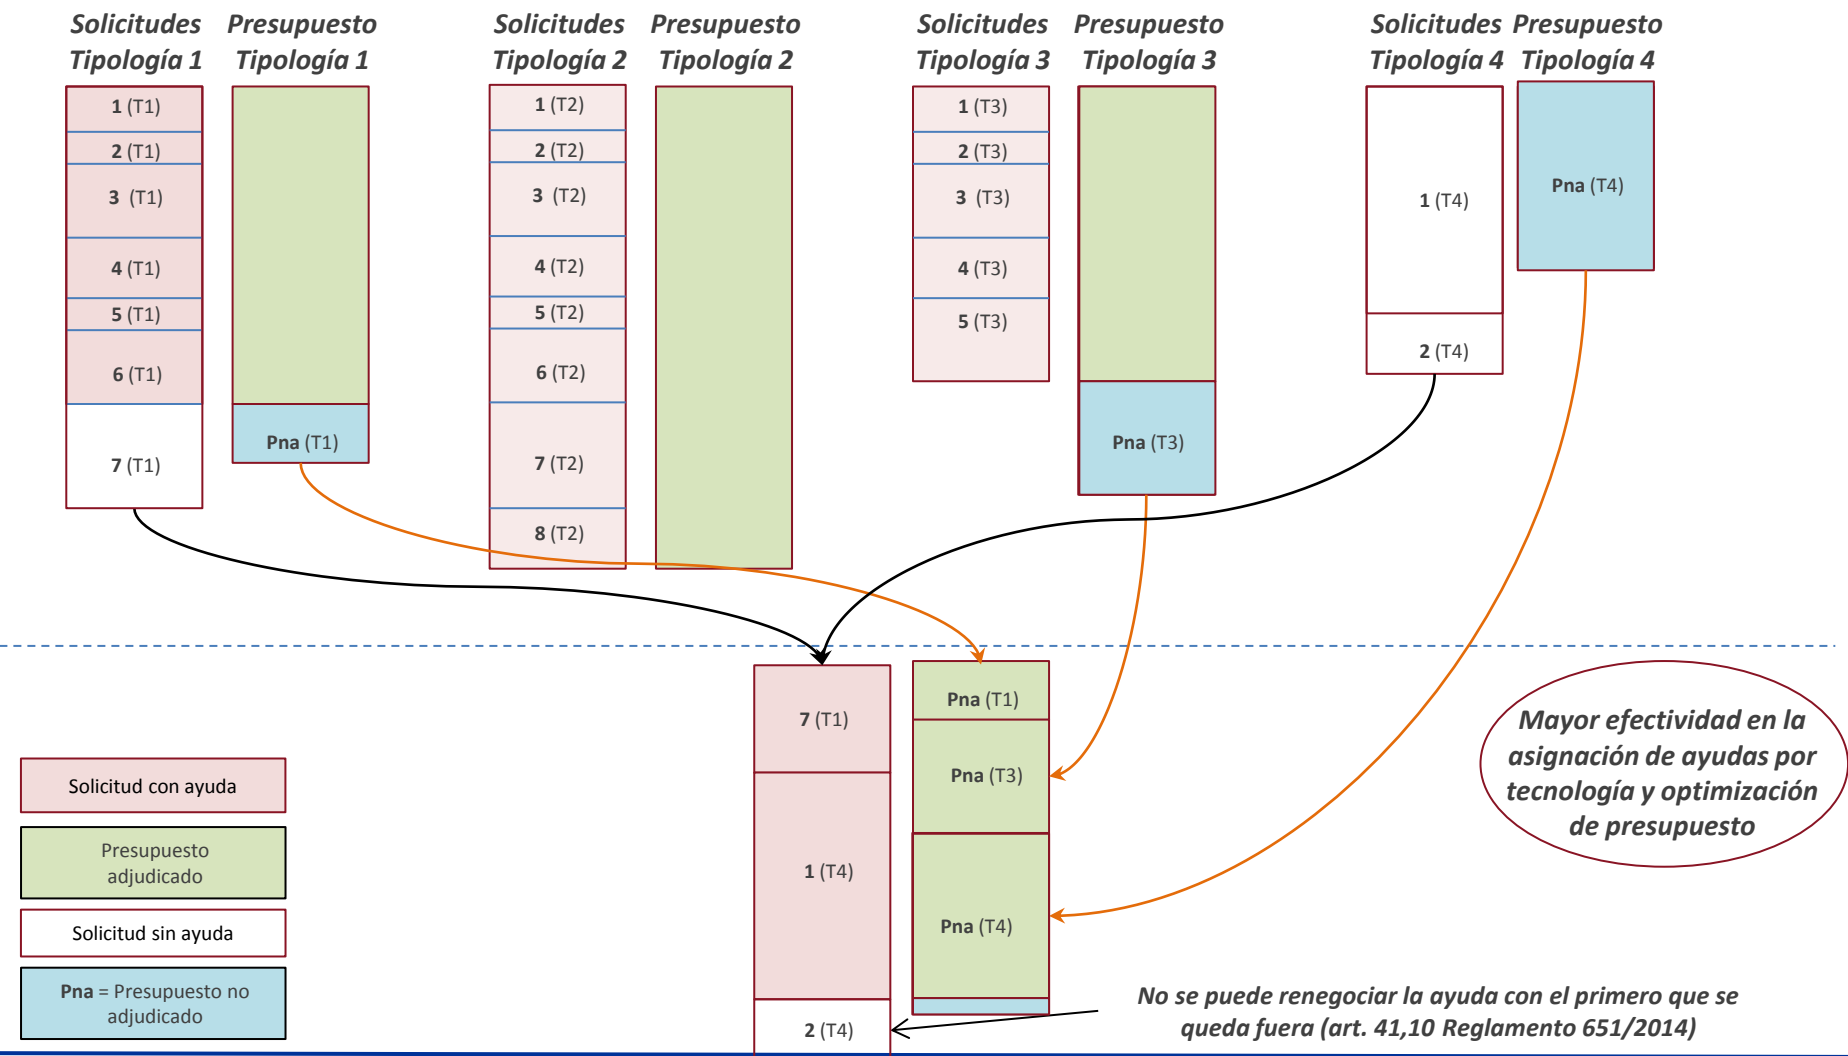 Solicitudes
Tipología 1
Presupuesto
Tipología 1
Solicitudes
Tipología 2
Presupuesto
Tipología 2
Solicitudes
Tipología 3
Presupuesto
Tipología 3
Solicitudes
Tipología 4
Presupuesto
Tipología 4
1 (T1)
2 (T1)
3 (T1)
4 (T1)
5 (T1)
6 (T1)
7 (T1)
Pna (T1)
1 (T2)
2 (T2)
3 (T2)
4 (T2)
5 (T2)
6 (T2)
7 (T2)
8 (T2)
1 (T3)
2 (T3)
3 (T3)
4 (T3)
5 (T3)
Pna (T3)
1 (T4)
2 (T4)
Pna (T4)
7 (T1)
1 (T4)
2 (T4)
Pna (T1)
Pna (T3)
Pna (T4)
Mayor efectividad en la
asignación de ayudas por
tecnología y optimización
de presupuesto
Solicitud con ayuda
Presupuesto
adjudicado
Solicitud sin ayuda
Pna = Presupuesto no
adjudicado
No se puede renegociar la ayuda con el primero que se
queda fuera (art. 41,10 Reglamento 651/2014)